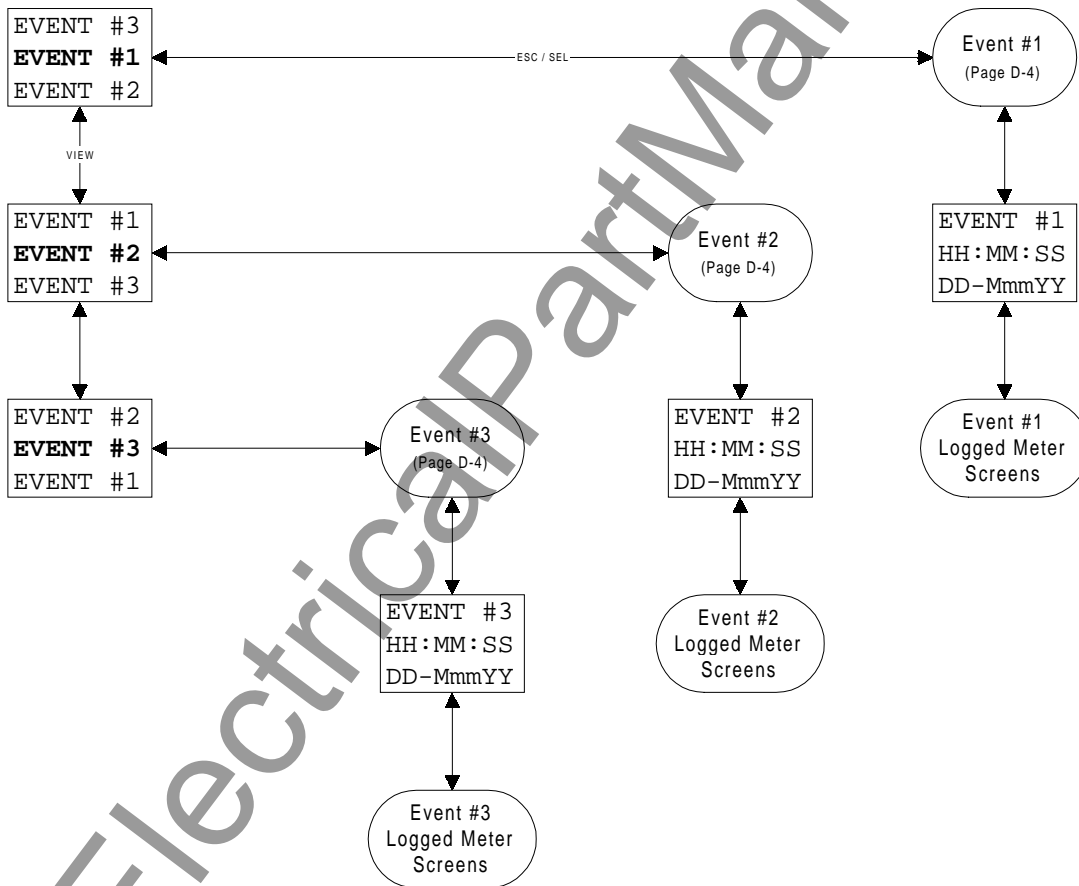 EVENT #3
EVENT #1
EVENT #2
ESC / SEL
Event #1
(Page D-4)
VIEW
EVENT #1
EVENT #2
EVENT #3
Event #2
(Page D-4)
EVENT #1
HH:MM:SS
DD-MmmYY
EVENT #2
EVENT #3
EVENT #1
Event #3
(Page D-4)
EVENT #2
HH:MM:SS
DD-MmmYY
Event #1
Logged Meter
Screens
EVENT #3
HH:MM:SS
DD-MmmYY
Event #2
Logged Meter
Screens
Event #3
Logged Meter
Screens
ElectricalPartMa